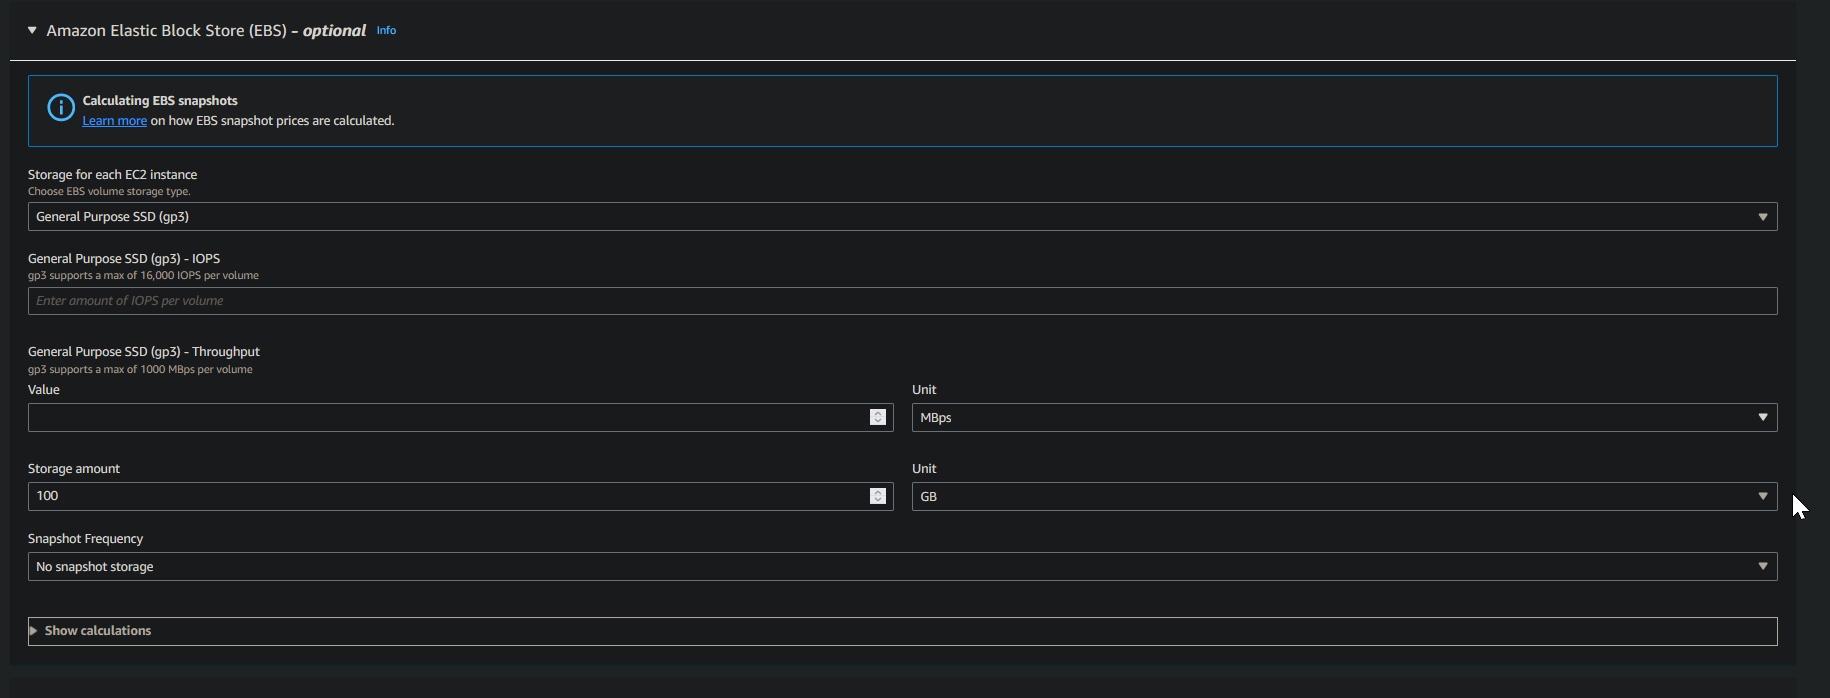 Amazon Elastic Block Store (EBS) - optional Info
Calculating EBS snapshots
Learn more on how EBS snapshot prices are calculated.
Storage for each EC2 instance
Choose EBS volume storage type.
General Purpose SSD (gp3)
General Purpose SSD (gp3) - IOPS
gp3 supports a max of 16,000 IOPS per volume
Enter amount of IOPS per volume
General Purpose SSD (gp3) - Throughput
gp3 supports a max of 1000 MBps per volume
Value
Unit
MBps
Storage amount
Unit
100
GB
Snapshot Frequency
No snapshot storage
Show calculations